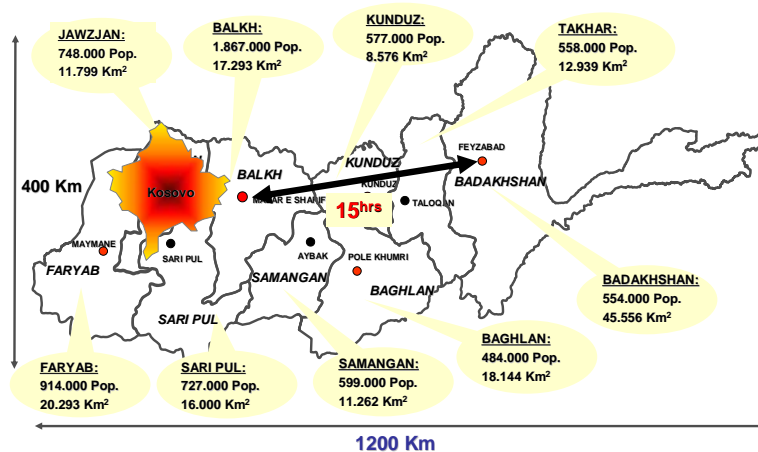 JAWZJAN:
748.000 Pop.
11.799 Km²
BALKH:
1.867.000 Pop.
17.293 Km²
KUNDUZ:
577.000 Pop.
8.576 Km²
TAKHAR:
558.000 Pop.
12.939 Km²
400 Km
Kosovo
BALKH
KUNDUZ
KUNDUZ
FEYZABAD
BADAKHSHAN
15hrs
TALOQAN
MAYMANE
FARYAB
SARI PUL
SARI PUL
AYBAK
SAMANGAN
POLE KHUMRI
BAGHLAN
BADAKHSHAN:
554.000 Pop.
45.556 Km²
FARYAB:
914.000 Pop.
20.293 Km²
SARI PUL:
727.000 Pop.
16.000 Km²
SAMANGAN:
599.000 Pop.
11.262 Km²
BAGHLAN:
484.000 Pop.
18.144 Km²
1200 Km